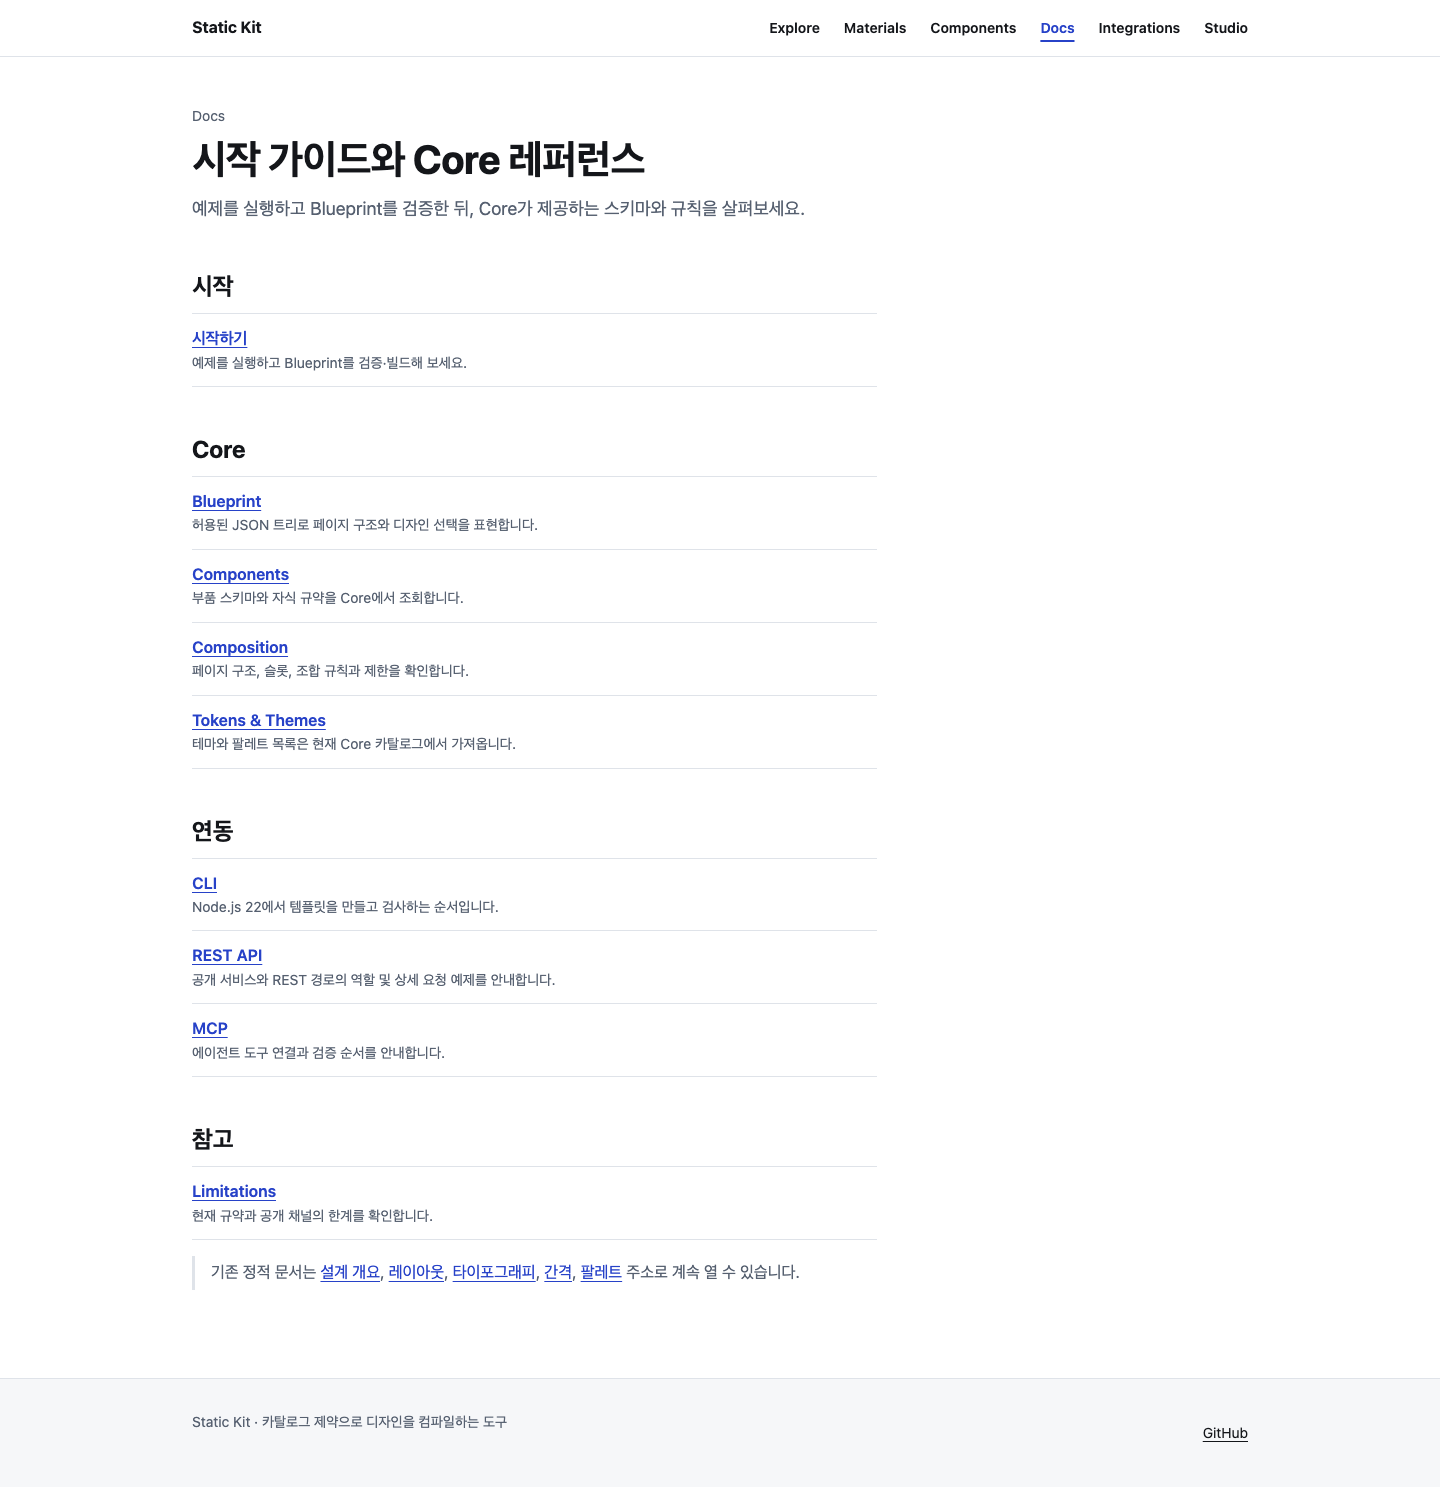 Static Kit
Explore Materials Components Docs Integrations Studio
Docs
시작 가이드와 Core 레퍼런스
예제를 실행하고 Blueprint를 검증한 뒤, Core가 제공하는 스키마와 규칙을 살펴보세요.
시작
시작하기
예제를 실행하고 Blueprint를 검증·빌드해 보세요.
Core
Blueprint
허용된 JSON 트리로 페이지 구조와 디자인 선택을 표현합니다.
Components
부품 스키마와 자식 규약을 Core에서 조회합니다.
Composition
페이지 구조, 슬롯, 조합 규칙과 제한을 확인합니다.
Tokens & Themes
테마와 팔레트 목록은 현재 Core 카탈로그에서 가져옵니다.
연동
CLI
Node.js 22에서 템플릿을 만들고 검사하는 순서입니다.
REST API
공개 서비스와 REST 경로의 역할 및 상세 요청 예제를 안내합니다.
MCP
에이전트 도구 연결과 검증 순서를 안내합니다.
참고
Limitations
현재 규약과 공개 채널의 한계를 확인합니다.
기존 정적 문서는 설계 개요, 레이아웃, 타이포그래피, 간격, 팔레트 주소로 계속 열 수 있습니다.
Static Kit · 카탈로그 제약으로 디자인을 컴파일하는 도구
GitHub